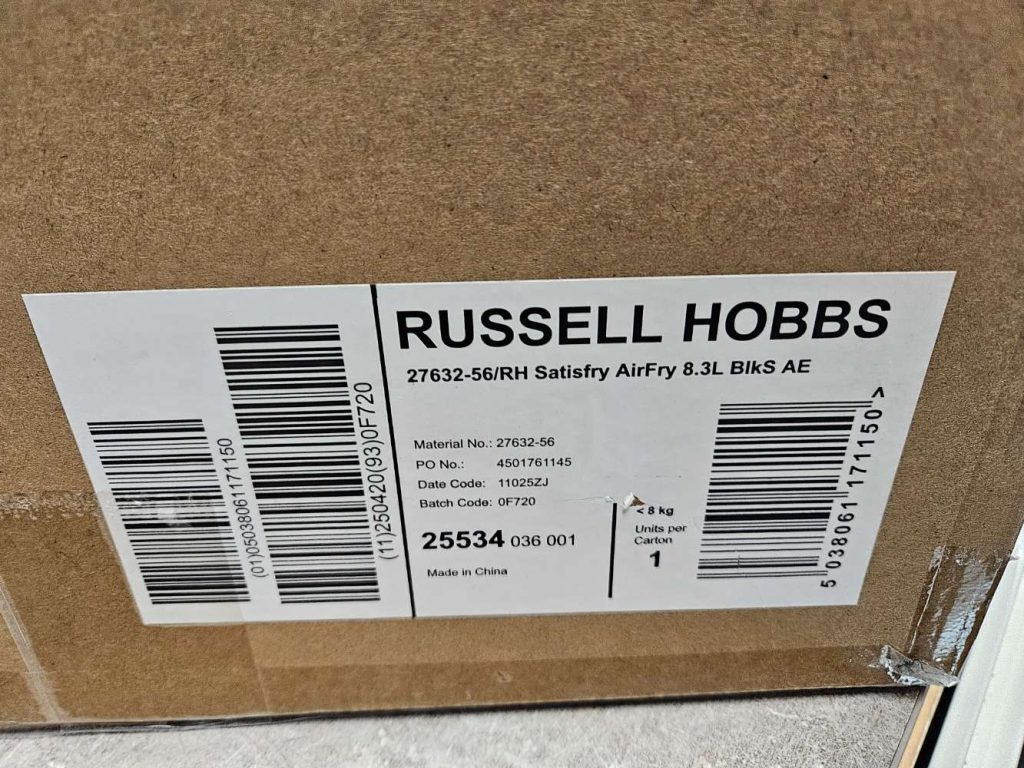 RUSSELL HOBBS
27632-56/RH Satisfry AirFry 8.3L BlkS AE
(01)05038061171150
(11)250420(93)0F720
Material No.: 27632-56
PO No.: 4501761145
Date Code: 11025ZJ
Batch Code: 0F720
25534 036 001
Made in China
< 8 kg
Units per
Carton
1
5 038061 171150 >